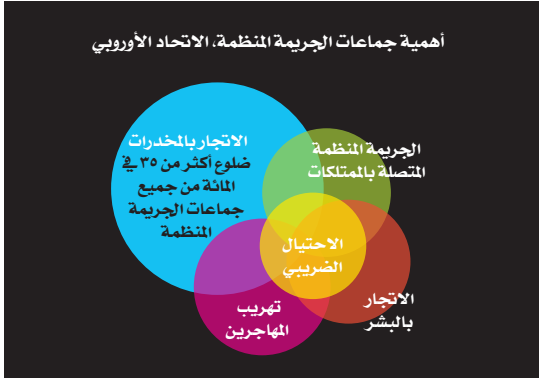 أهمية جماعات الجريمة المنظمة، الاتحاد الأوروبي
الاتجار بالمخدرات
ضلوع أكثر من ٣٥ في
المائة من جميع
جماعات الجريمة
المنظمة
الجريمة المنظمة
المتصلة بالممتلكات
الاحتيال
الضريبي
الاتجار
بالبشر
تهريب
المهاجرين